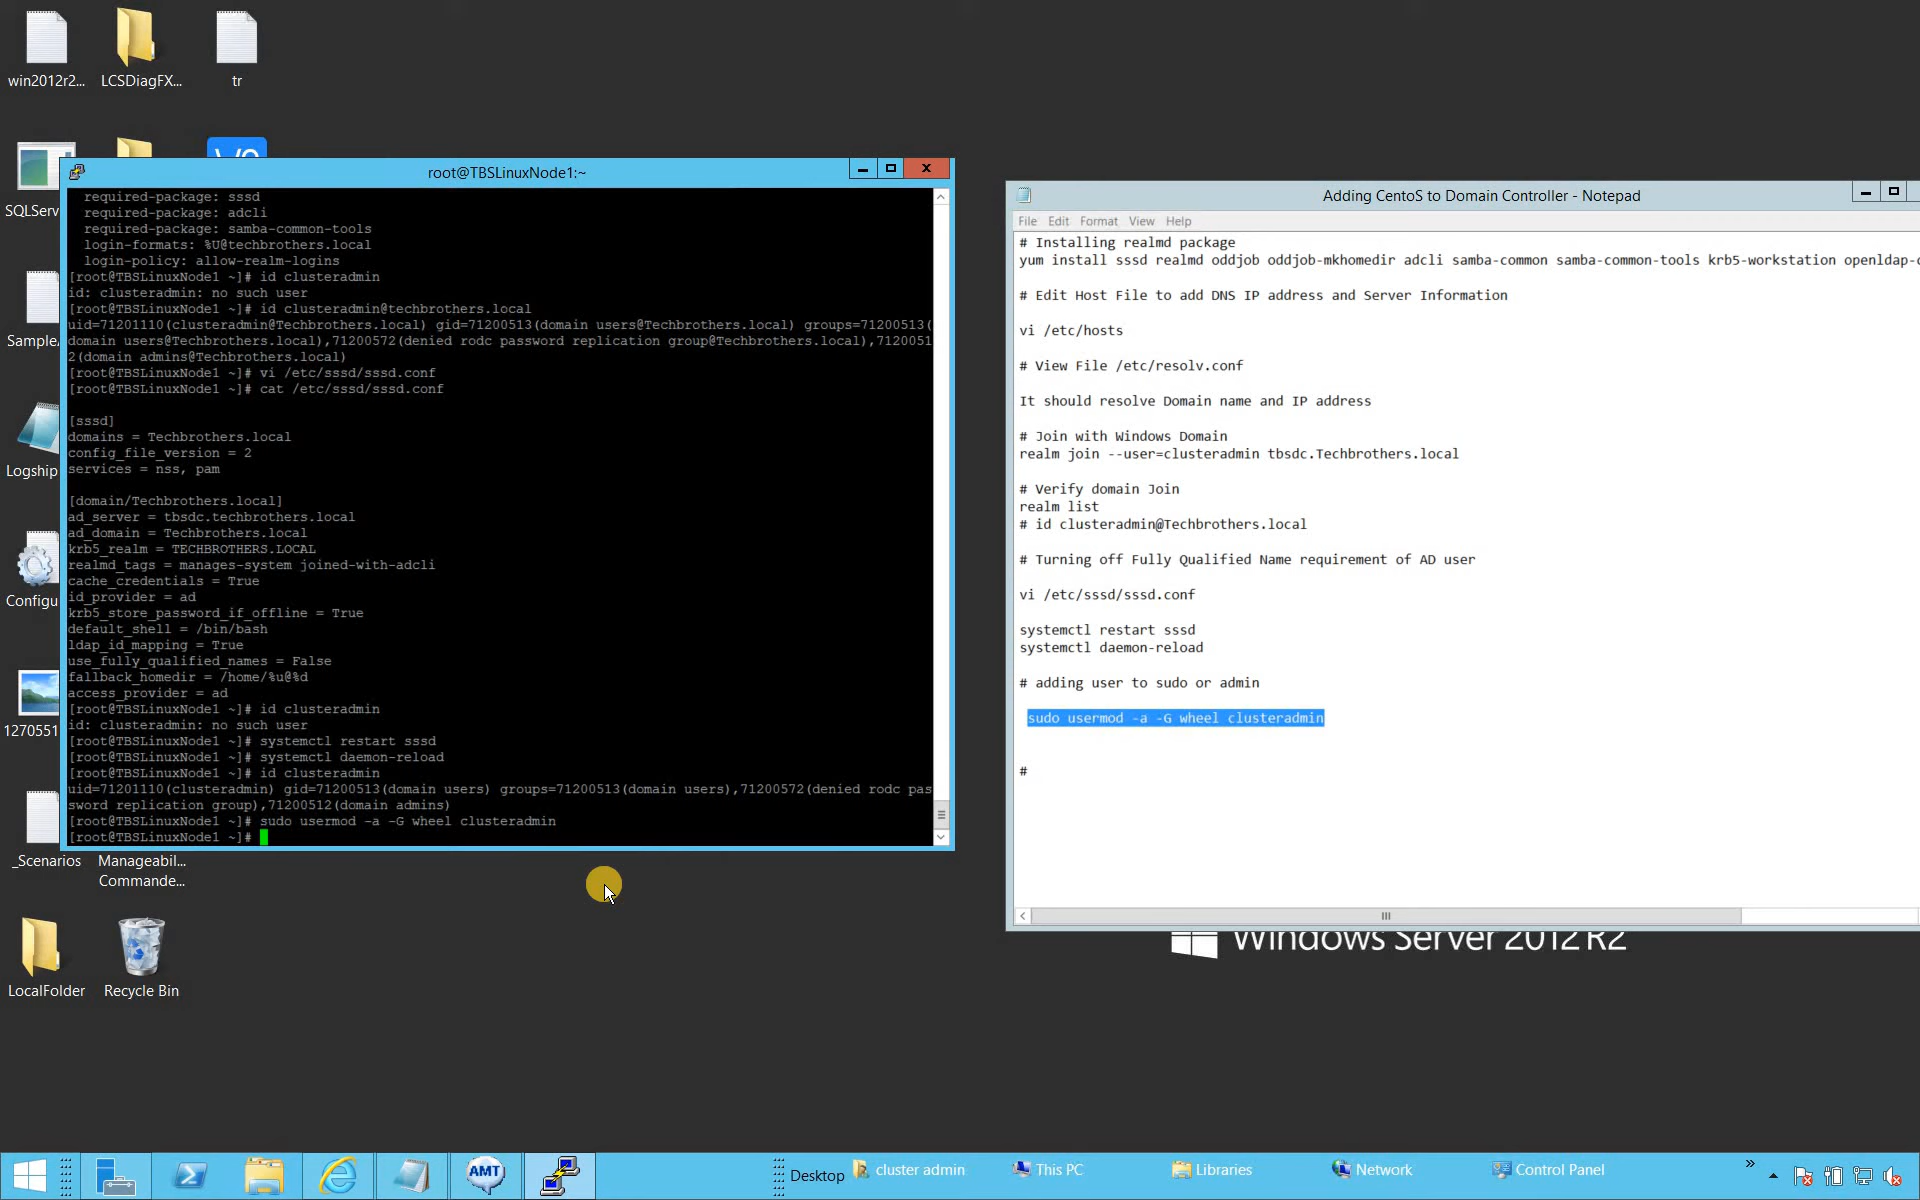 win2012r2...
LCSDiagFX...
tr
SQLServ
Sample
Logship
Configu
1270551
_Scenarios
Manageabil...
Commande...
LocalFolder
Recycle Bin
root@TBSLinuxNode1:~
required-package: sssd
required-package: adcli
required-package: samba-common-tools
login-formats: %U@techbrothers.local
login-policy: allow-realm-logins
[root@TBSLinuxNode1 ~]# id clusteradmin
id: clusteradmin: no such user
[root@TBSLinuxNode1 ~]# id clusteradmin@techbrothers.local
uid=71201110(clusteradmin@Techbrothers.local) gid=71200513(domain users@Techbrothers.local) groups=71200513(
domain users@Techbrothers.local),71200572(denied rodc password replication group@Techbrothers.local),7120051
2(domain admins@Techbrothers.local)
[root@TBSLinuxNode1 ~]# vi /etc/sssd/sssd.conf
[root@TBSLinuxNode1 ~]# cat /etc/sssd/sssd.conf
[sssd]
domains = Techbrothers.local
config_file_version = 2
services = nss, pam
[domain/Techbrothers.local]
ad_server = tbsdc.techbrothers.local
ad_domain = Techbrothers.local
krb5_realm = TECHBROTHERS.LOCAL
realmd_tags = manages-system joined-with-adcli
cache_credentials = True
id_provider = ad
krb5_store_password_if_offline = True
default_shell = /bin/bash
ldap_id_mapping = True
use_fully_qualified_names = False
fallback_homedir = /home/%u@%d
access_provider = ad
[root@TBSLinuxNode1 ~]# id clusteradmin
id: clusteradmin: no such user
[root@TBSLinuxNode1 ~]# systemctl restart sssd
[root@TBSLinuxNode1 ~]# systemctl daemon-reload
[root@TBSLinuxNode1 ~]# id clusteradmin
uid=71201110(clusteradmin) gid=71200513(domain users) groups=71200513(domain users),71200572(denied rodc pas
sword replication group),71200512(domain admins)
[root@TBSLinuxNode1 ~]# sudo usermod -a -G wheel clusteradmin
[root@TBSLinuxNode1 ~]#
Adding CentoS to Domain Controller - Notepad
File Edit Format View Help
# Installing realmd package
yum install sssd realmd oddjob oddjob-mkhomedir adcli samba-common samba-common-tools krb5-workstation openldap-c
# Edit Host File to add DNS IP address and Server Information
vi /etc/hosts
# View File /etc/resolv.conf
It should resolve Domain name and IP address
# Join with Windows Domain
realm join --user=clusteradmin tbsdc.Techbrothers.local
# Verify domain Join
realm list
# id clusteradmin@Techbrothers.local
# Turning off Fully Qualified Name requirement of AD user
vi /etc/sssd/sssd.conf
systemctl restart sssd
systemctl daemon-reload
# adding user to sudo or admin
sudo usermod -a -G wheel clusteradmin
#
Windows Server 2012 R2
AMT
Desktop
cluster admin
This PC
Libraries
Network
Control Panel